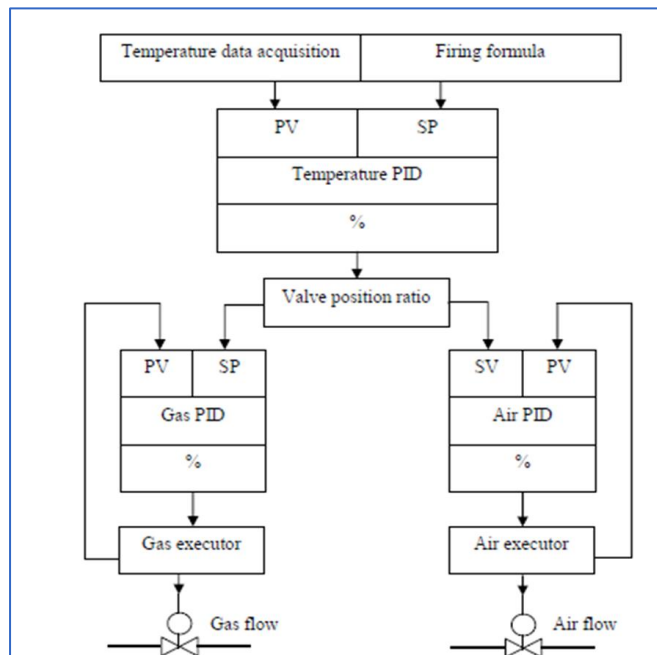 Temperature data acquisition
Firing formula
PV
SP
Temperature PID
%
Valve position ratio
PV
SP
SV
PV
Gas PID
Air PID
%
%
Gas executor
Air executor
Gas flow
Air flow